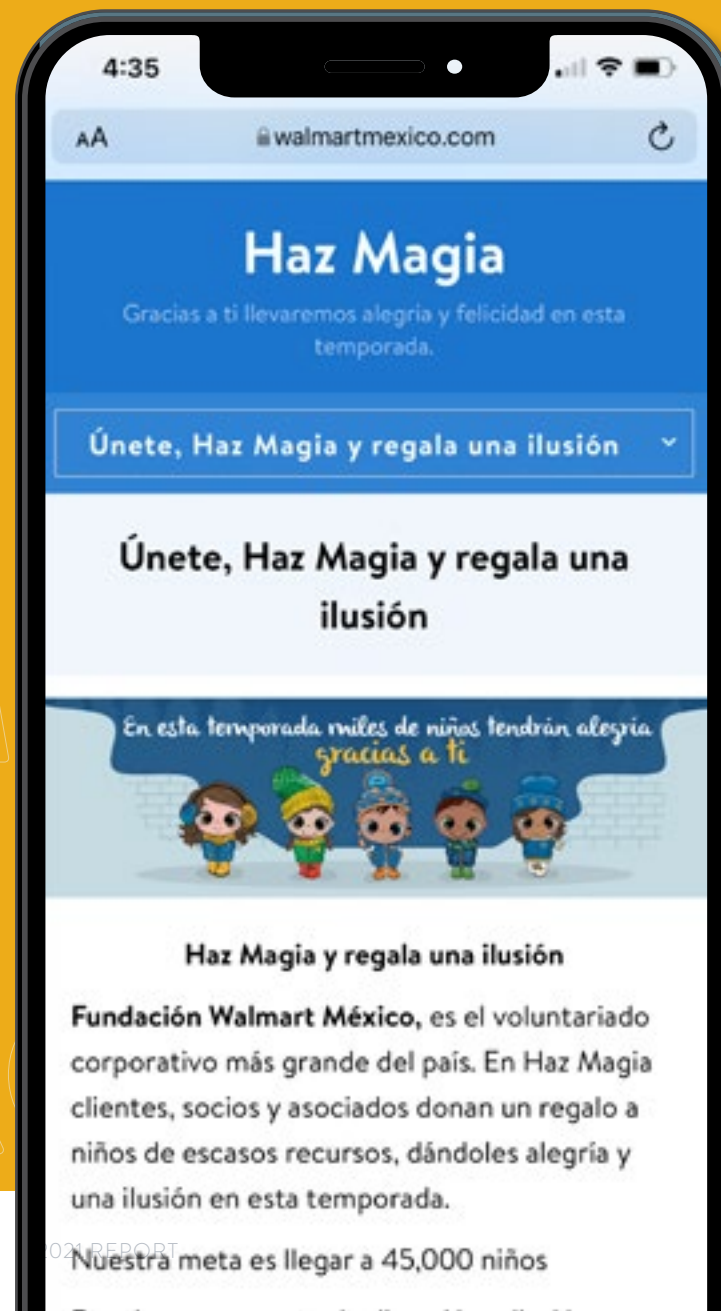 4:35
AA walmartmexico.com
Haz Magia
Gracias a ti llevaremos alegria y felicidad en esta
temporada.
Únete, Haz Magia y regala una ilusión
Únete, Haz Magia y regala una
ilusión
En esta temporada miles de niños tendrán alegría
gracias a ti
Haz Magia y regala una ilusión
Fundación Walmart México, es el voluntariado
corporativo más grande del país. En Haz Magia
clientes, socios y asociados donan un regalo a
niños de escasos recursos, dándoles alegría y
una ilusión en esta temporada.
2021 REPORT
Nuestra meta es llegar a 45,000 niños